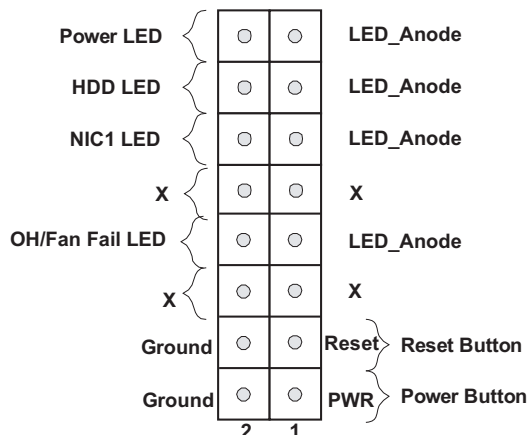 Power LED LED_Anode
HDD LED LED_Anode
NIC1 LED LED_Anode
X X
OH/Fan Fail LED LED_Anode
X X
Ground Reset Reset Button
Ground PWR Power Button
2 1